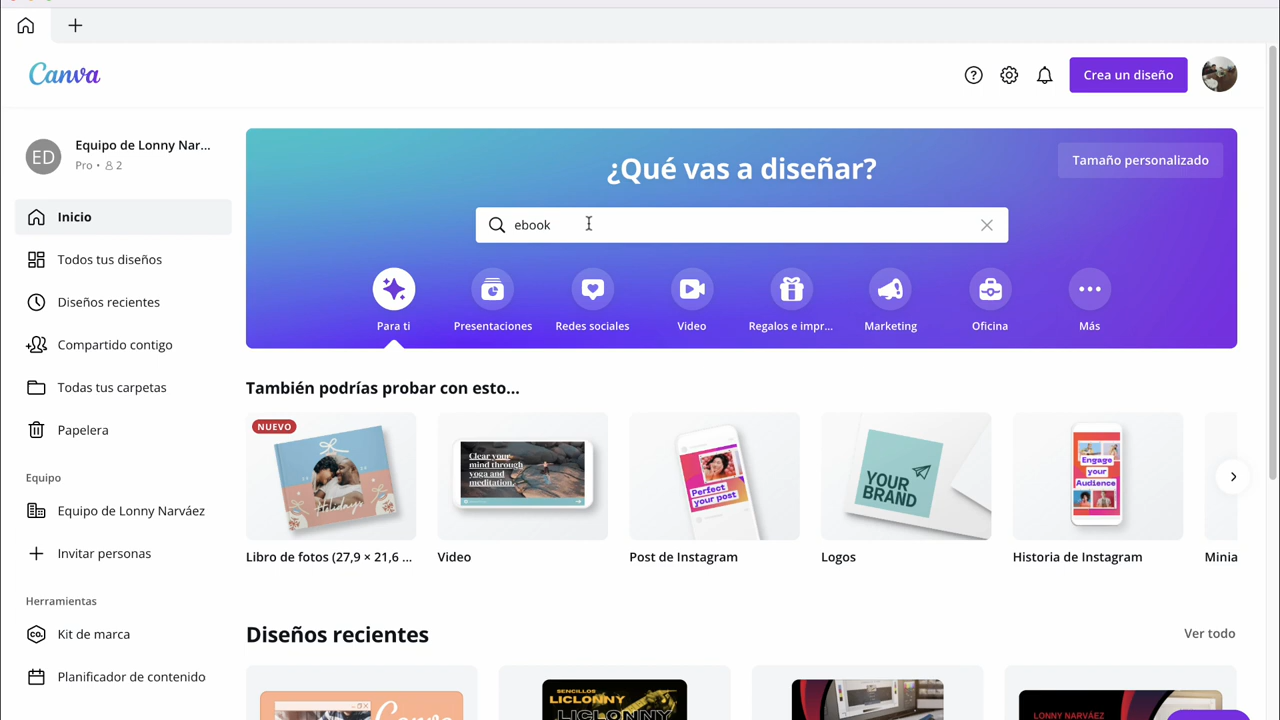 Canva
Crea un diseño
ED
Equipo de Lonny Nar...
Pro • 2
Inicio
Todos tus diseños
Diseños recientes
Compartido contigo
Todas tus carpetas
Papelera
Equipo
Equipo de Lonny Narváez
Invitar personas
Herramientas
CO.
Kit de marca
Planificador de contenido
¿Qué vas a diseñar?
Tamaño personalizado
ebook
Para ti
Presentaciones
Redes sociales
Video
Regalos e impr...
Marketing
Oficina
Más
También podrías probar con esto...
NUEVO
Holidays
Clear your
mind through
yoga and
meditation.
Perfect
your post
YOUR
BRAND
Engage
your
Audience
Libro de fotos (27,9 × 21,6 ...
Video
Post de Instagram
Logos
Historia de Instagram
Minia
Diseños recientes
Ver todo
Canva
SENCILLOS
LICLONNY
LICLONNY
LONNY NARVÁEZ